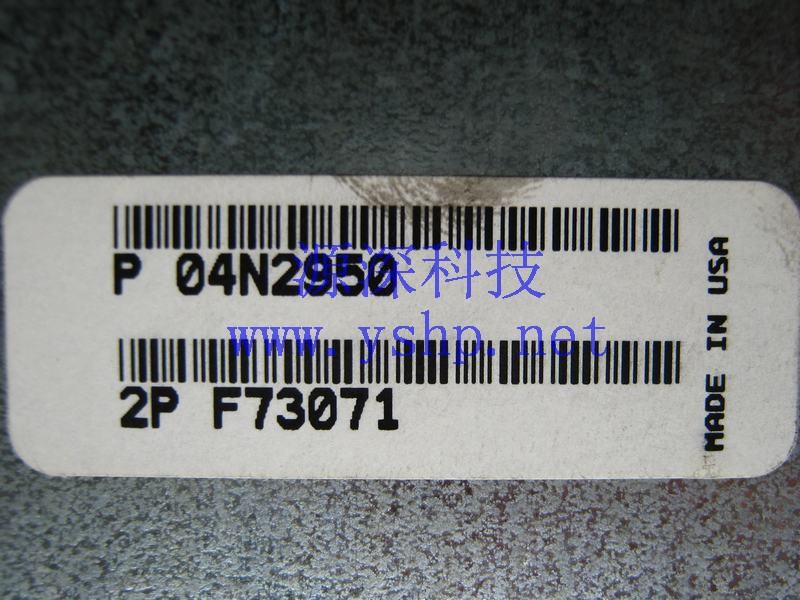 P 04N2950
源深科技
www.yshp.net
2P F73071
MADE IN USA